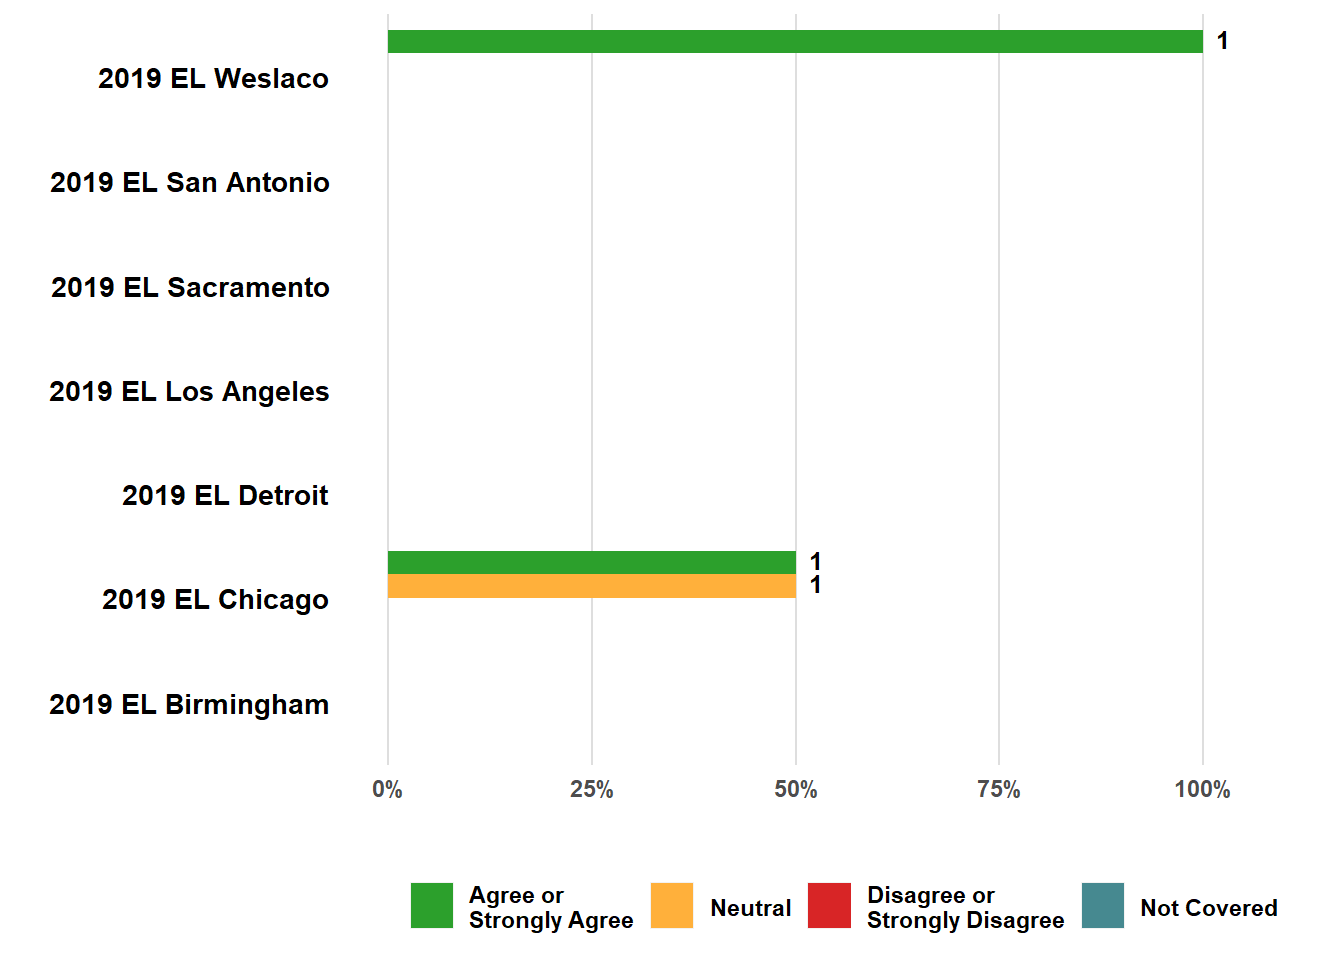 1
2019 EL Weslaco
2019 EL San Antonio
2019 EL Sacramento
2019 EL Los Angeles
2019 EL Detroit
1
1
2019 EL Chicago
2019 EL Birmingham
0% 25% 50% 75% 100%
Agree or
Strongly Agree
Neutral
Disagree or
Strongly Disagree
Not Covered